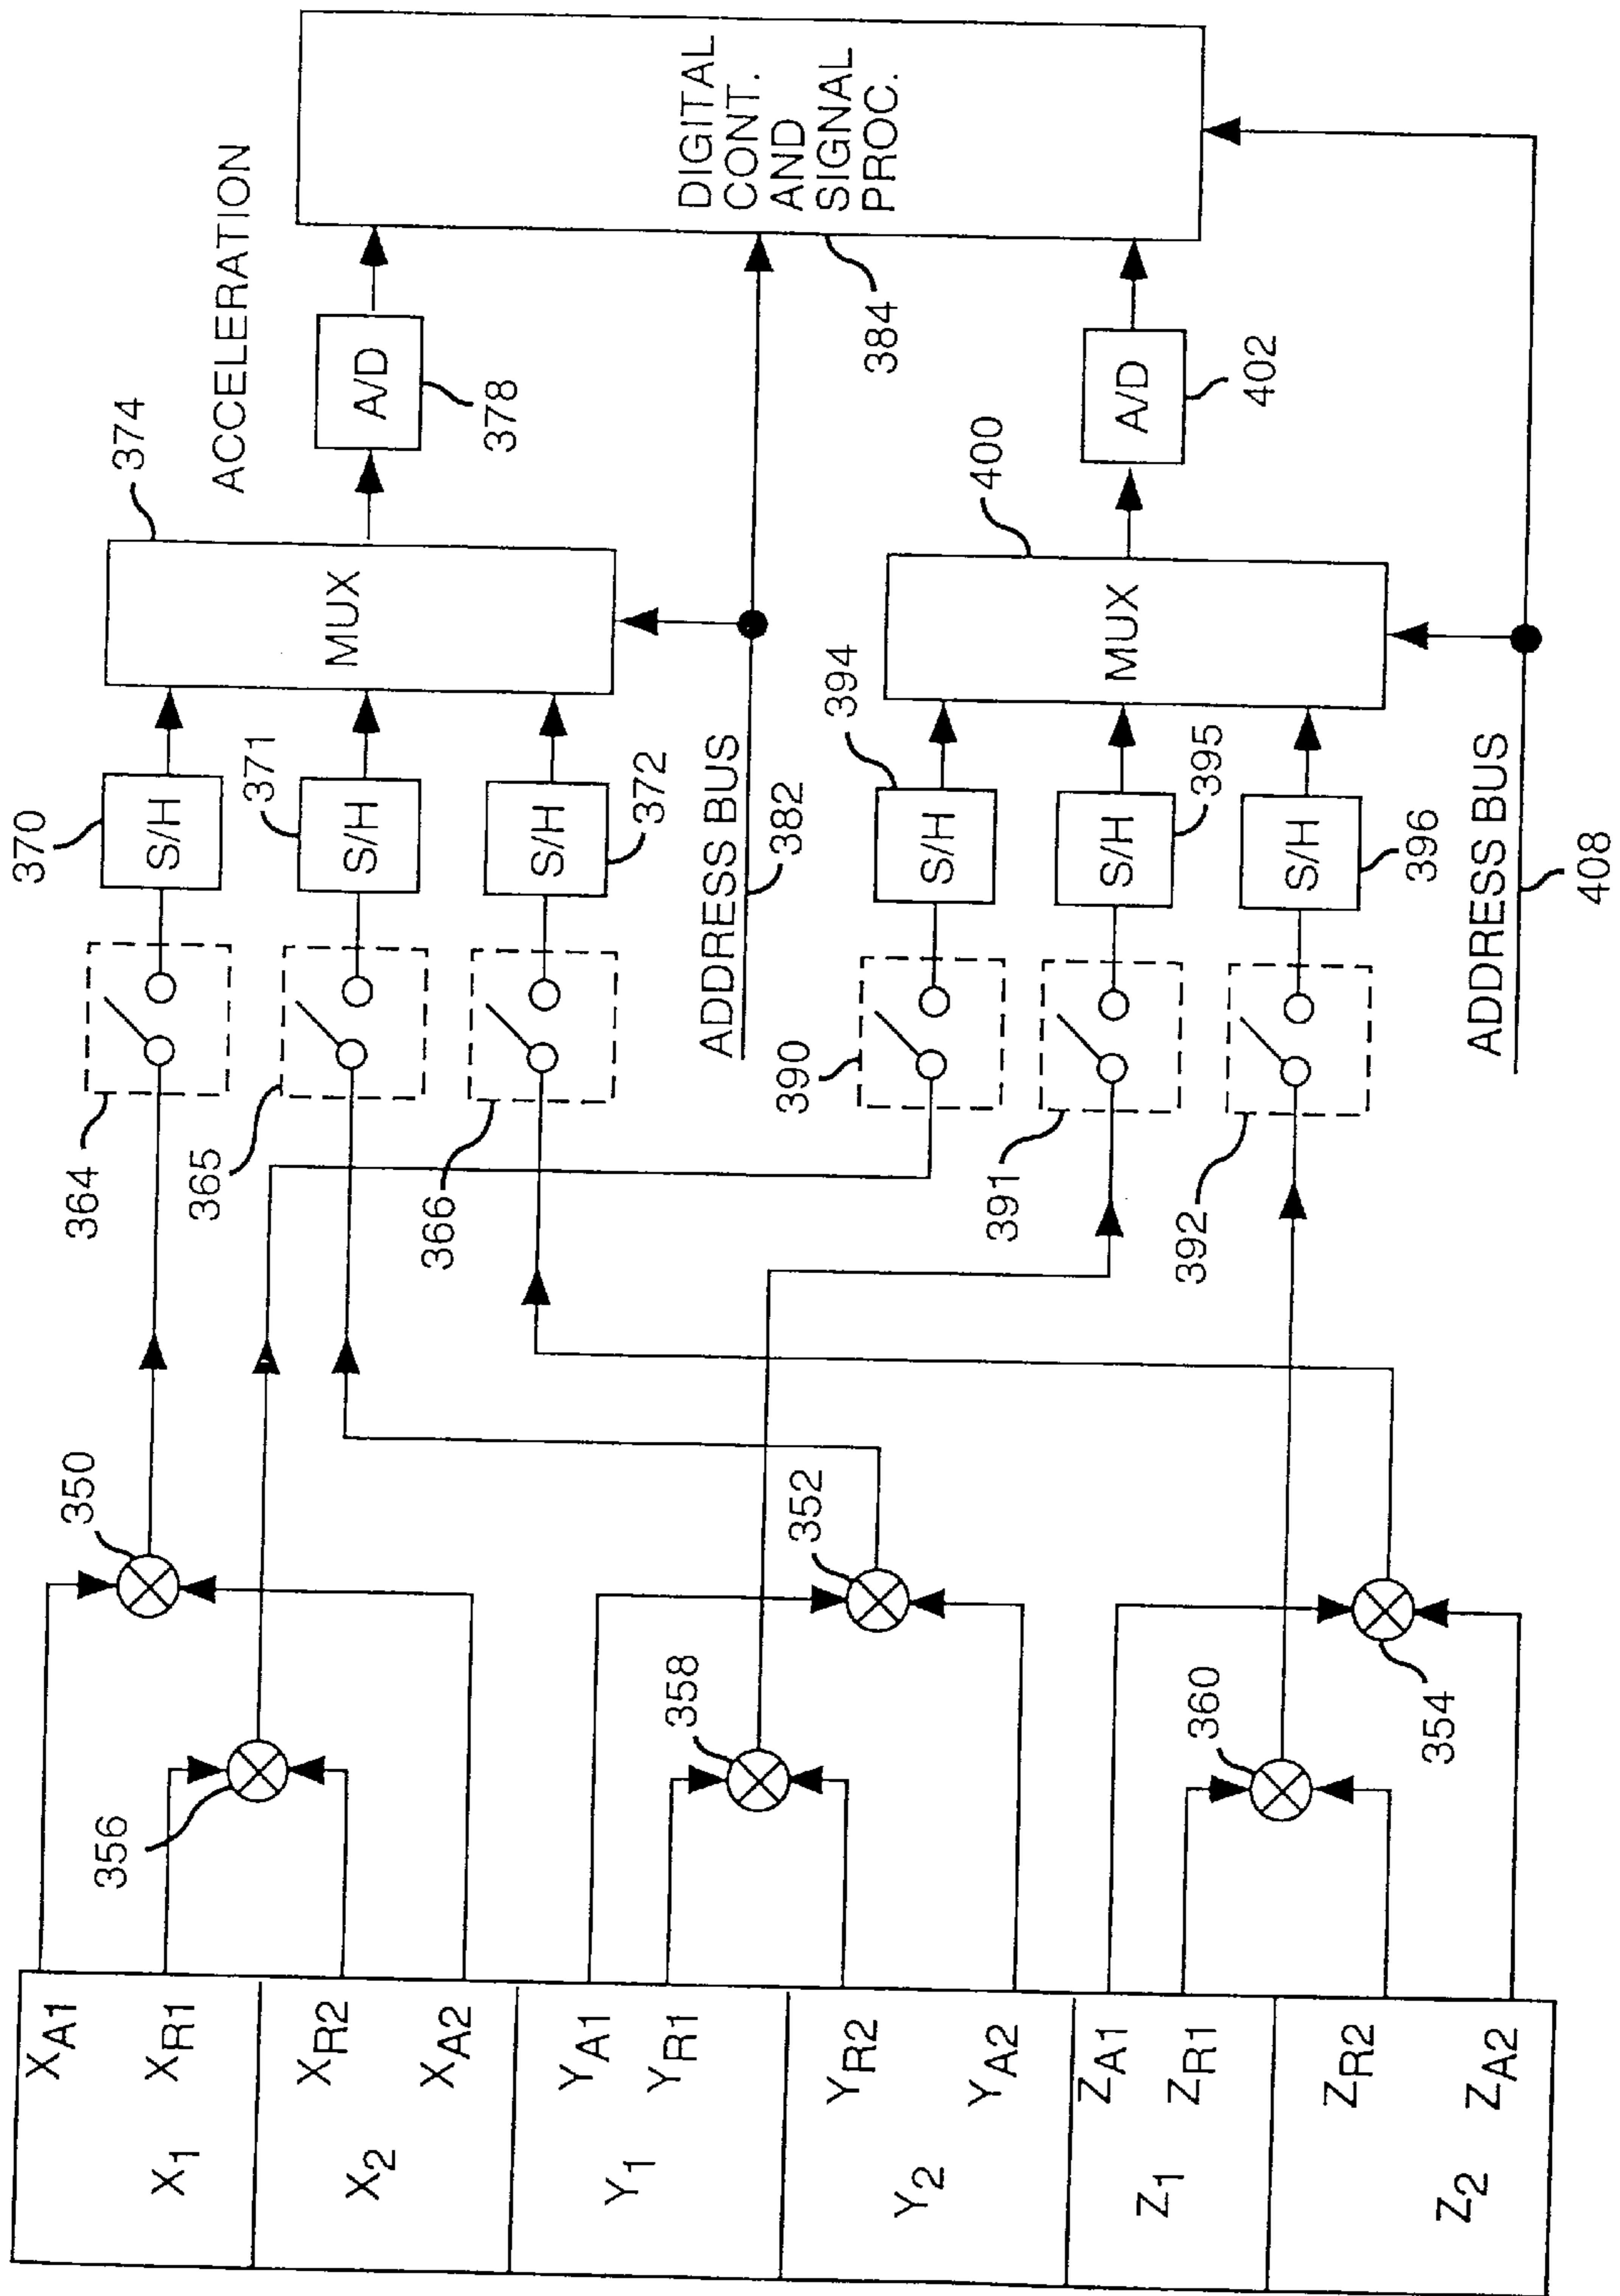 X1
XA1
XR1
X2
XR2
XA2
Y1
YA1
YR1
Y2
YR2
YA2
Z1
ZA1
ZR1
Z2
ZR2
ZA2
350
356
352
358
354
360
364
365
366
390
391
392
370
S/H
371
S/H
372
S/H
394
S/H
395
S/H
396
S/H
ADDRESS BUS
382
ADDRESS BUS
408
374
MUX
400
MUX
ACCELERATION
A/D
378
A/D
402
DIGITAL
CONT.
AND
SIGNAL
PROC.
384